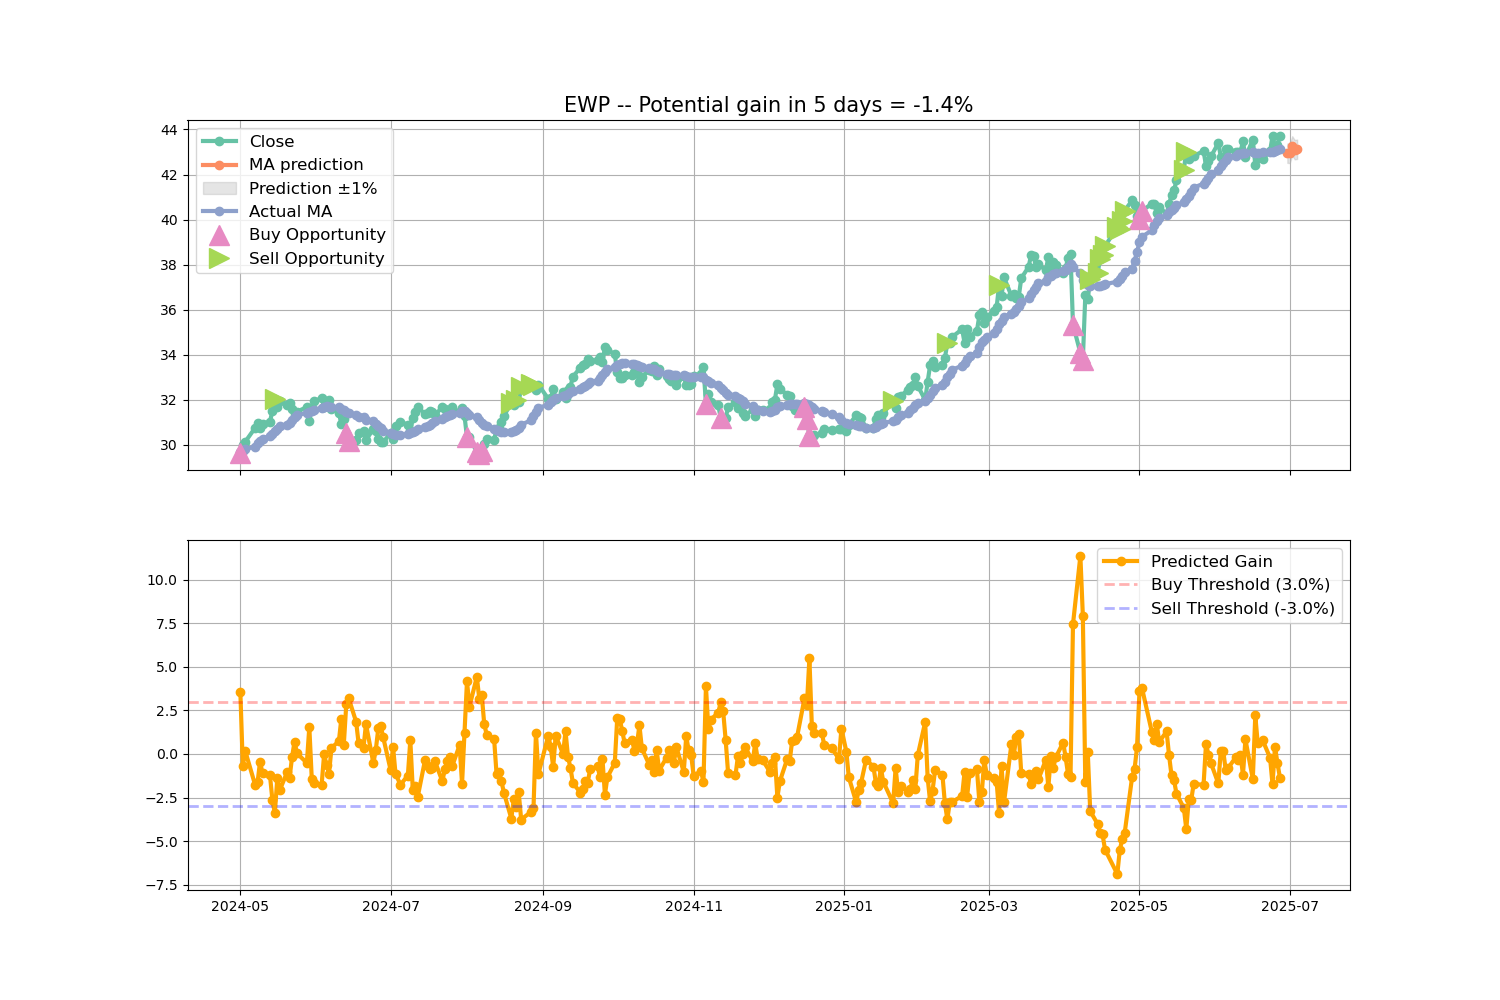 EWP -- Potential gain in 5 days = -1.4%
44
42
40
38
36
34
32
30
Close
MA prediction
Prediction ±1%
Actual MA
Buy Opportunity
Sell Opportunity
10.0
7.5
5.0
2.5
0.0
−2.5
−5.0
−7.5
Predicted Gain
Buy Threshold (3.0%)
Sell Threshold (-3.0%)
2024-05 2024-07 2024-09 2024-11 2025-01 2025-03 2025-05 2025-07